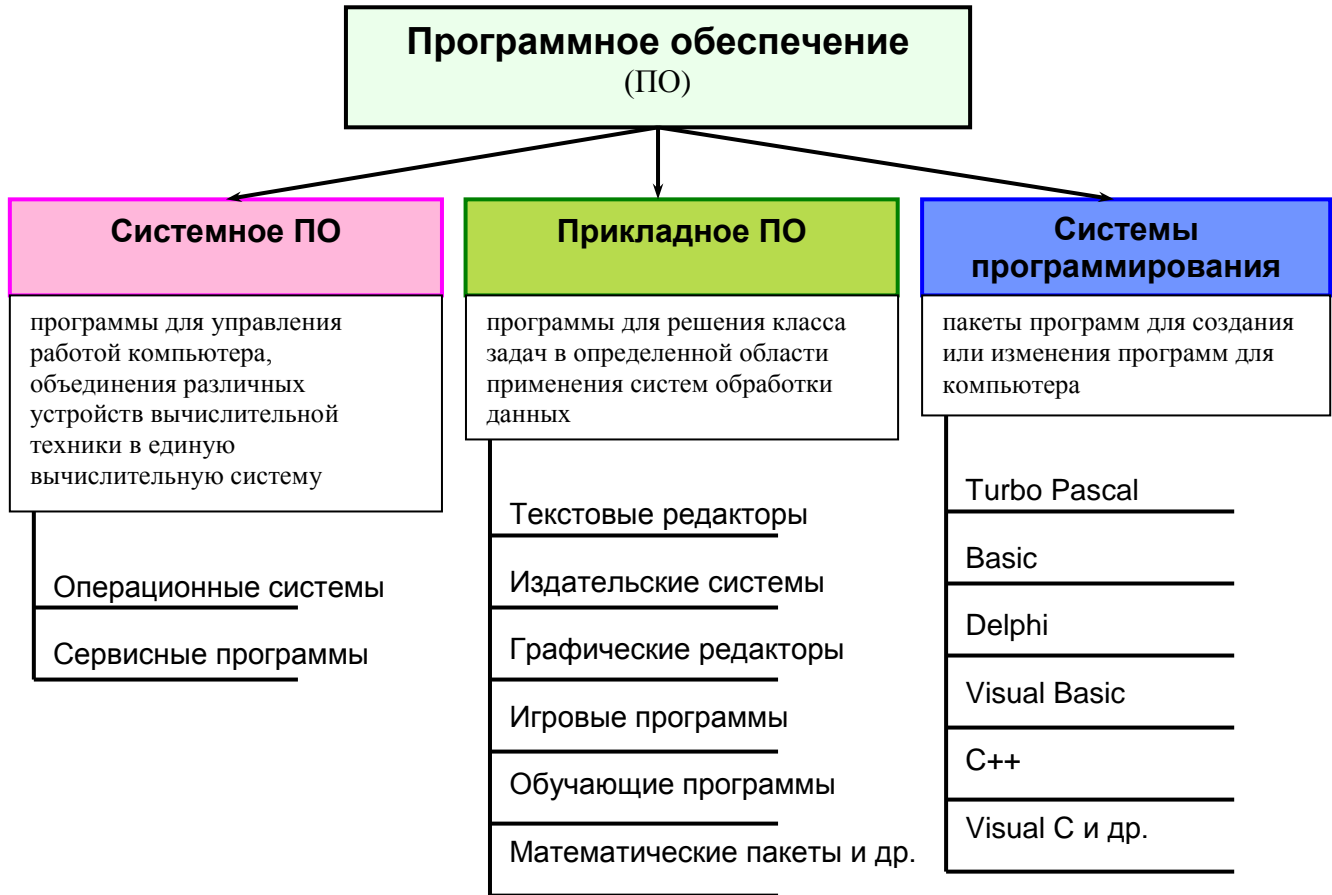 Программное обеспечение
(ПО)
Системное ПО
программы для управления
работой компьютера,
объединения различных
устройств вычислительной
техники в единую
вычислительную систему
Операционные системы
Сервисные программы
Прикладное ПО
программы для решения класса
задач в определенной области
применения систем обработки
данных
Текстовые редакторы
Издательские системы
Графические редакторы
Игровые программы
Обучающие программы
Математические пакеты и др.
Системы
программирования
пакеты программ для создания
или изменения программ для
компьютера
Turbo Pascal
Basic
Delphi
Visual Basic
C++
Visual C и др.